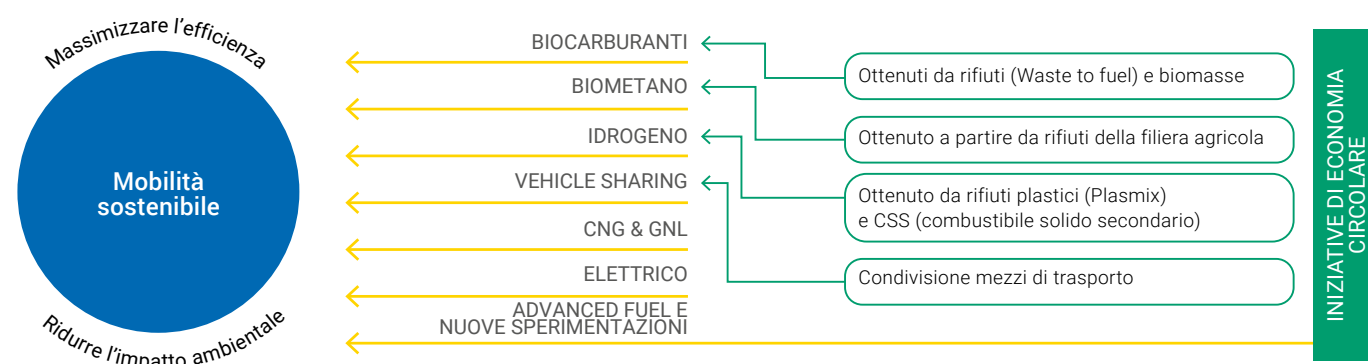 Massimizzare l'efficienza
Mobilità
sostenibile
Ridurre l'impatto ambientale
BIOCARBURANTI
BIOMETANO
IDROGENO
VEHICLE SHARING
CNG & GNL
ELETTRICO
ADVANCED FUEL E
NUOVE SPERIMENTAZIONI
Ottenuti da rifiuti (Waste to fuel) e biomasse
Ottenuto a partire da rifiuti della filiera agricola
Ottenuto da rifiuti plastici (Plasmix)
e CSS (combustibile solido secondario)
Condivisione mezzi di trasporto
INIZIATIVE DI ECONOMIA
CIRCOLARE